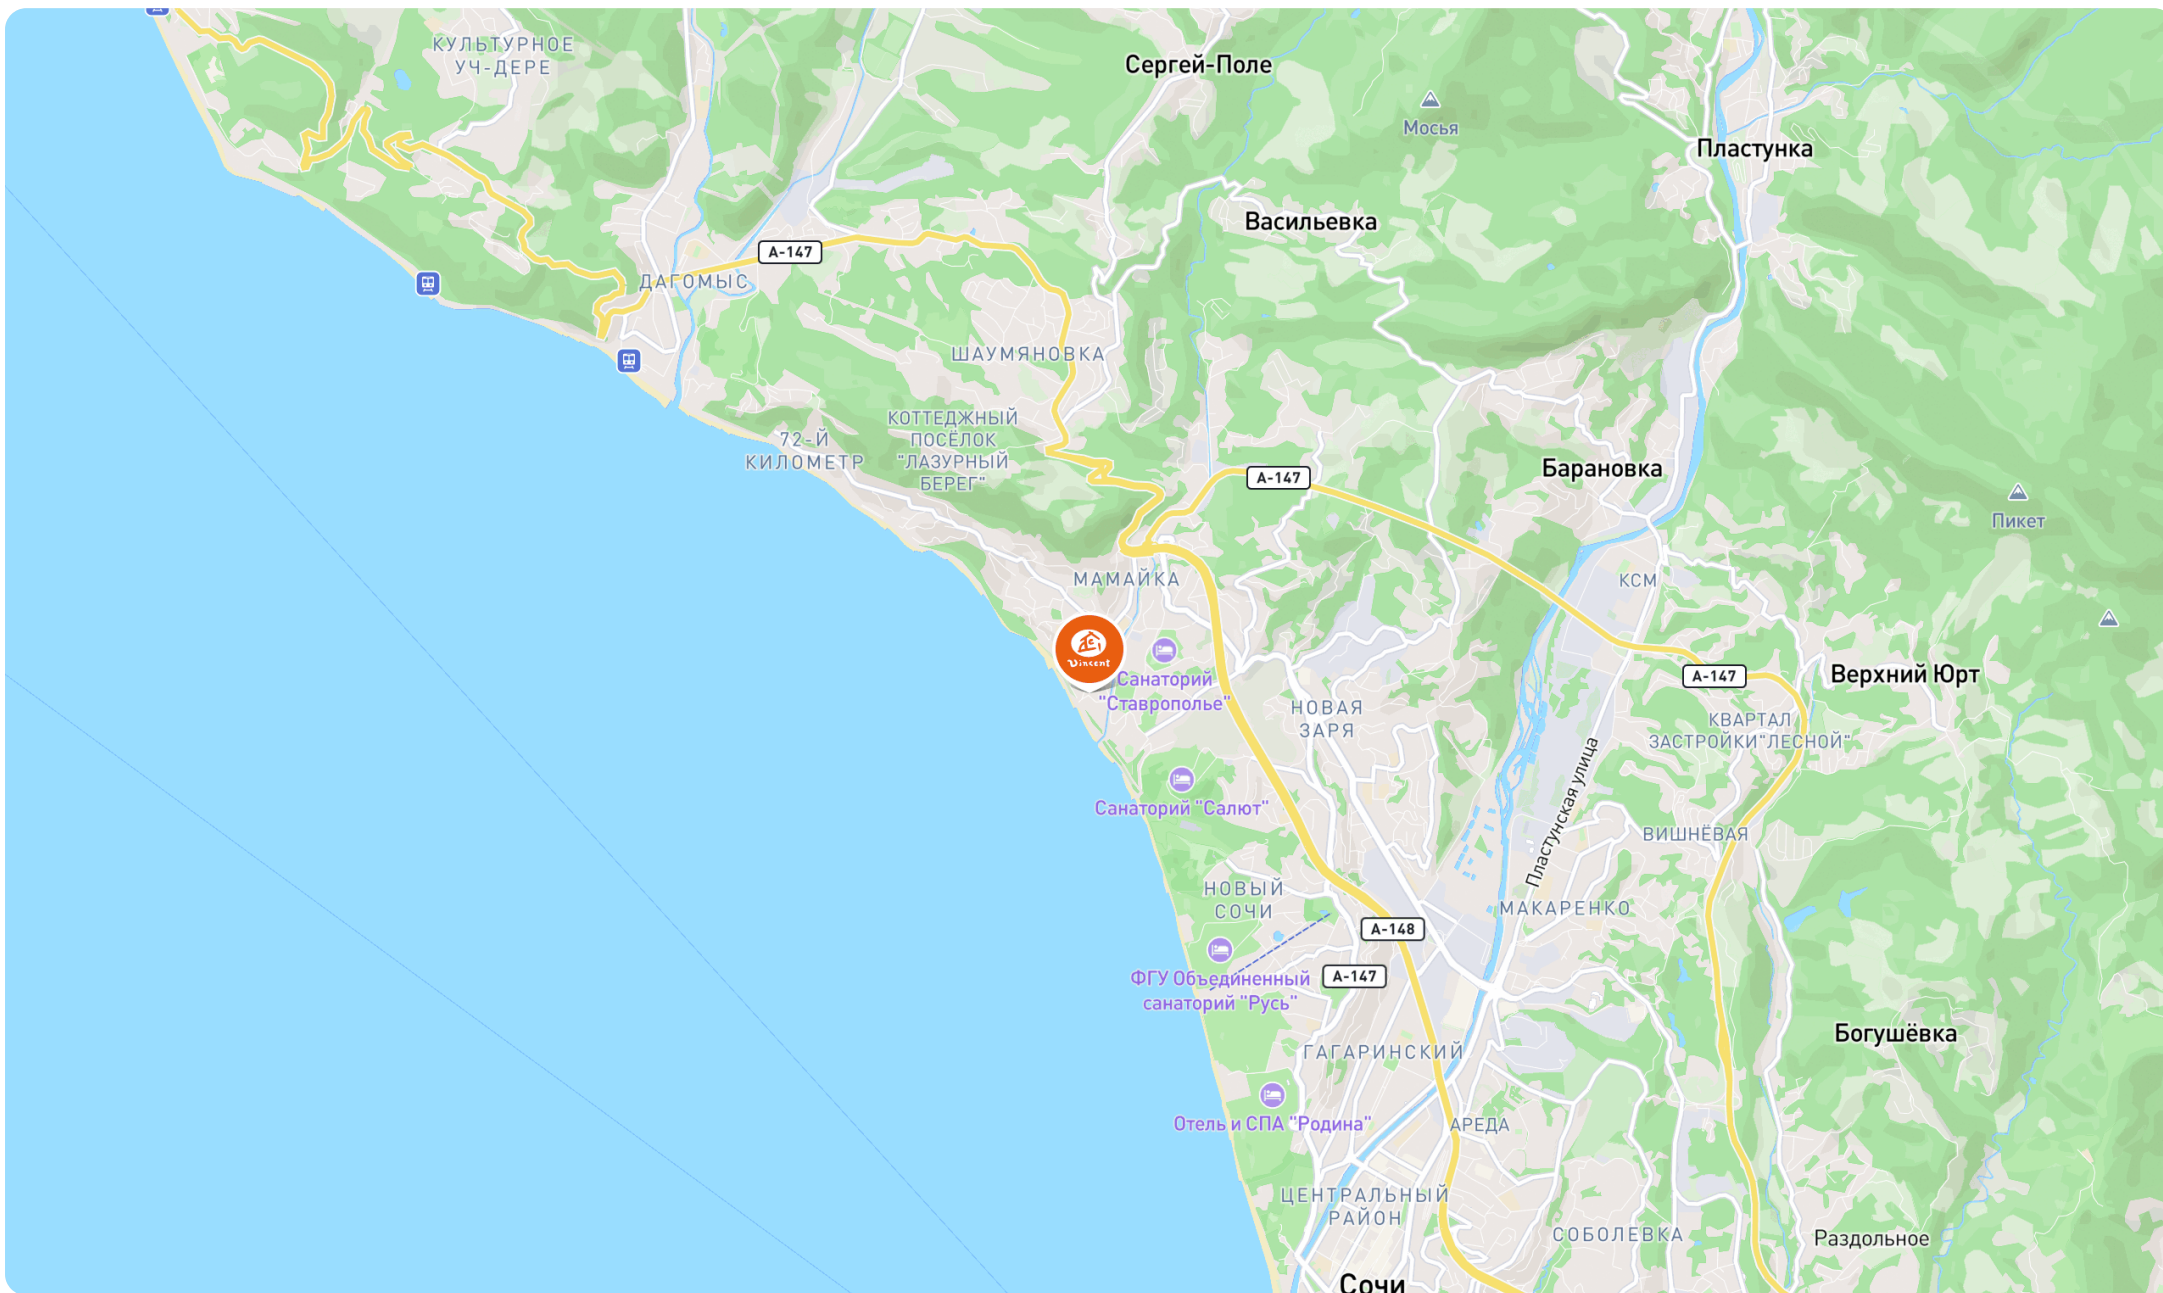 КУЛЬТУРНОЕ
УЧ-ДЕРЕ
Сергей-Поле
Мосья
Пластунка
Васильевка
А-147
ДАГОМЫС
ШАУМЯНОВКА
КОТТЕДЖНЫЙ
ПОСЁЛОК
"ЛАЗУРНЫЙ
БЕРЕГ"
72-Й
КИЛОМЕТР
А-147
Барановка
Пикет
МАМАЙКА
КСМ
Vincent
Санаторий
"Ставрополье"
А-147
Верхний Юрт
НОВАЯ
ЗАРЯ
КВАРТАЛ
ЗАСТРОЙКИ"ЛЕСНОЙ"
Пластунская улица
Санаторий "Салют"
ВИШНЁВАЯ
НОВЫЙ
СОЧИ
МАКАРЕНКО
А-148
ФГУ Объединенный
санаторий "Русь"
А-147
Богушёвка
ГАГАРИНСКИЙ
Отель и СПА "Родина"
АРЕДА
ЦЕНТРАЛЬНЫЙ
РАЙОН
СОБОЛЕВКА
Раздольное
Сочи